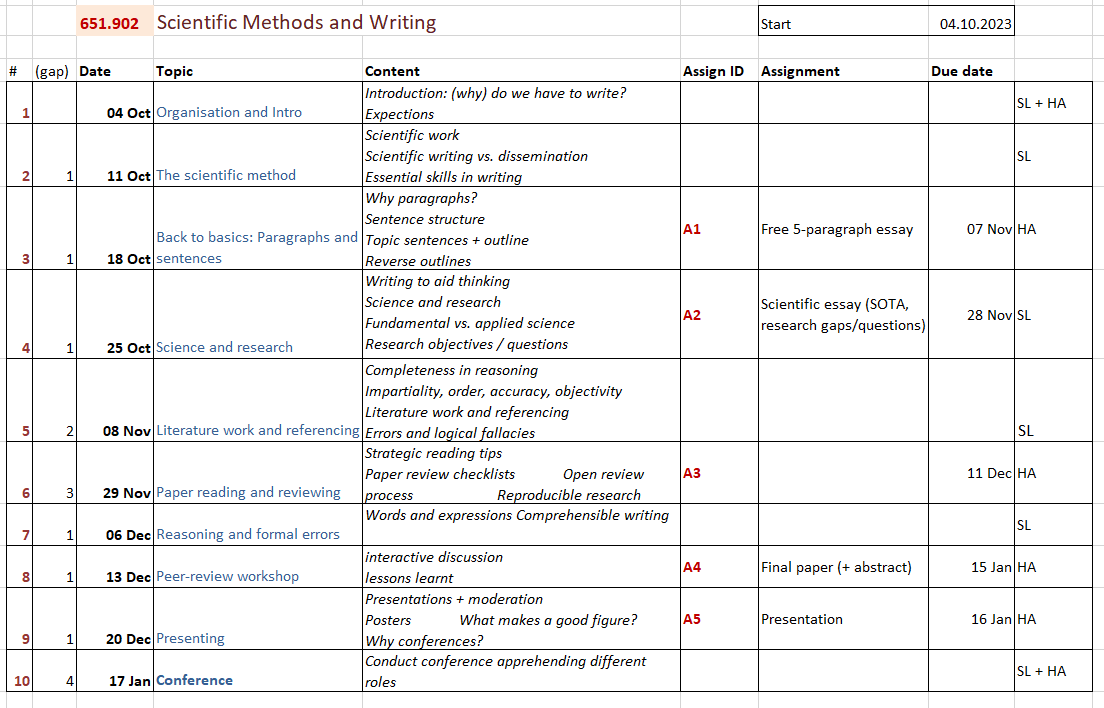 651.902 Scientific Methods and Writing Start 04.10.2023
# (gap) Date Topic Content Assign ID Assignment Due date
Introduction: (why) do we have to write?
SL + HA
1 04 Oct Organisation and Intro Expections
Scientific work
Scientific writing vs. dissemination SL
2 1 11 Oct The scientific method Essential skills in writing
Why paragraphs?
Sentence structure
A1 Free 5-paragraph essay 07 Nov HA
Back to basics: Paragraphs and Topic sentences + outline
3 1 18 Oct sentences Reverse outlines
Writing to aid thinking
Science and research Scientific essay (SOTA,
A2 28 Nov SL
Fundamental vs. applied science research gaps/questions)
4 1 25 Oct Science and research Research objectives / questions
Completeness in reasoning
Impartiality, order, accuracy, objectivity
Literature work and referencing
5 2 08 Nov Literature work and referencing Errors and logical fallacies SL
Strategic reading tips
Paper review checklists Open review A3 11 Dec HA
6 3 29 Nov Paper reading and reviewing process Reproducible research
Words and expressions Comprehensible writing
SL
7 1 06 Dec Reasoning and formal errors
interactive discussion
A4 Final paper (+ abstract) 15 Jan HA
8 1 13 Dec Peer-review workshop lessons learnt
Presentations + moderation
Posters What makes a good figure? A5 Presentation 16 Jan HA
9 1 20 Dec Presenting Why conferences?
Conduct conference apprehending different
SL + HA
10 4 17 Jan Conference roles